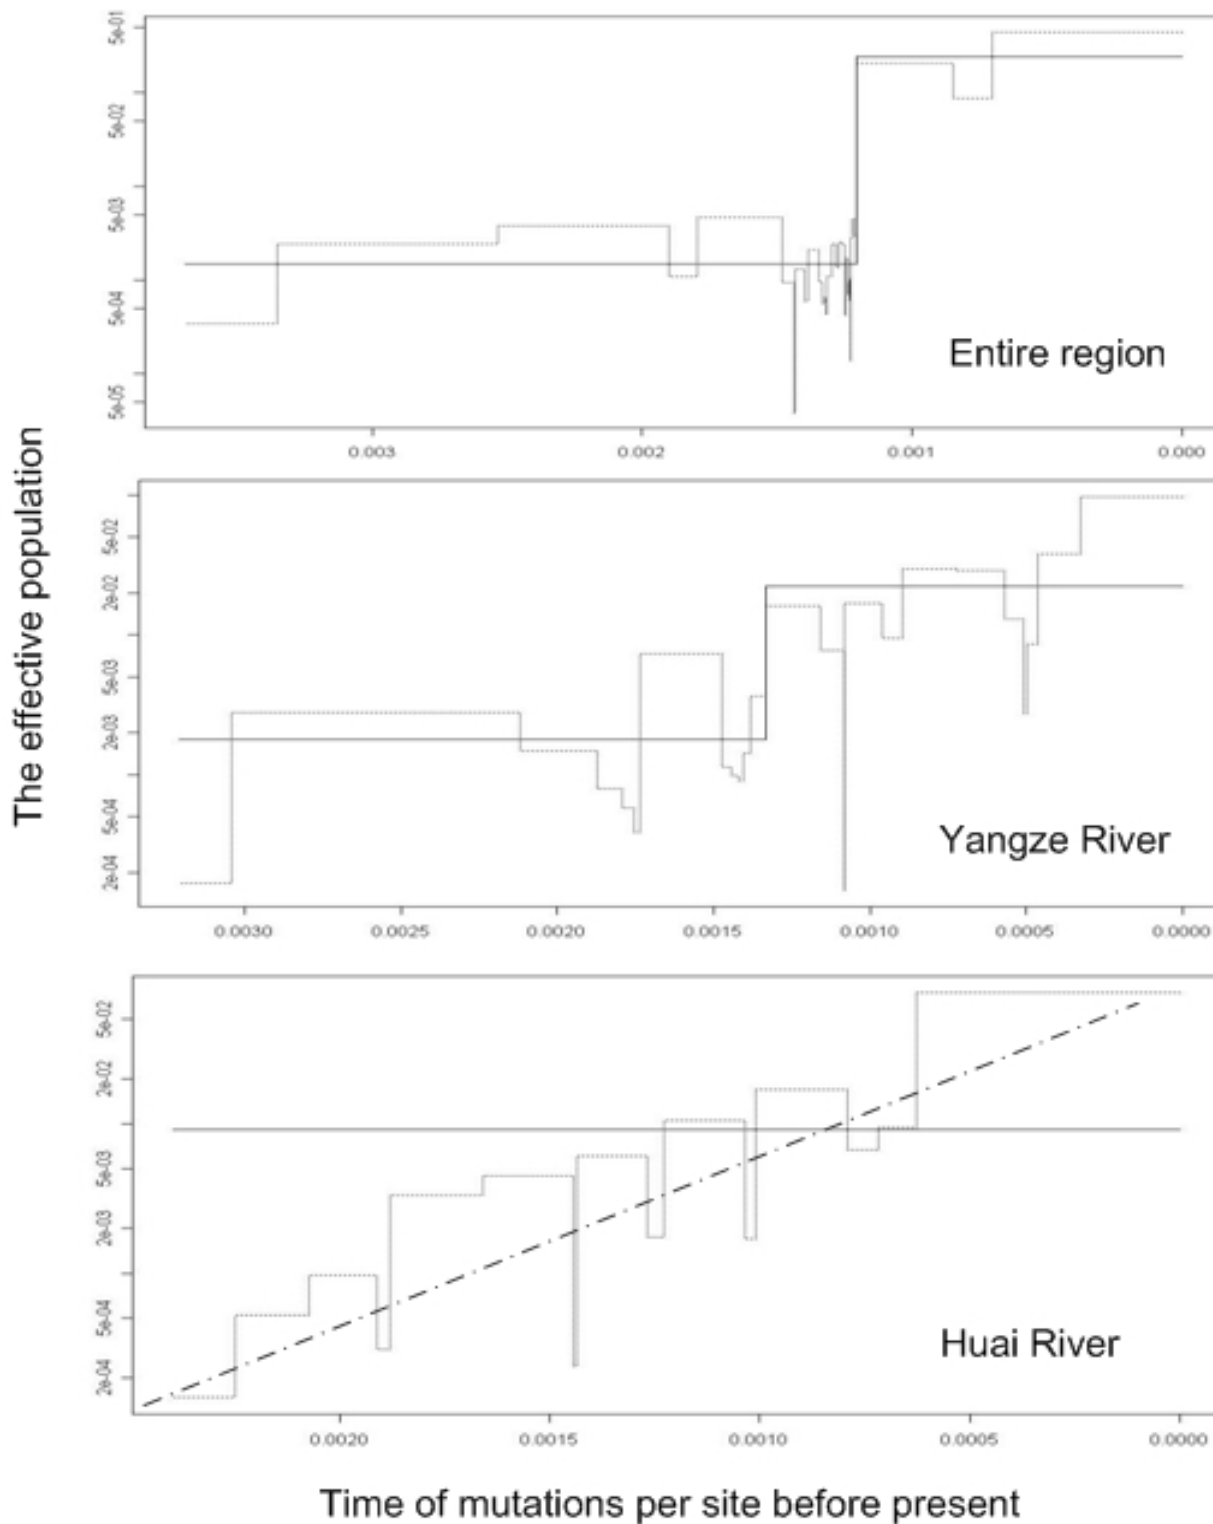 The effective population
5e-01
5e-02
5e-03
5e-04
5e-05
Entire region
0.003 0.002 0.001 0.000
5e-02
2e-02
5e-03
2e-03
5e-04
2e-04
Yangze River
0.0030 0.0025 0.0020 0.0015 0.0010 0.0005 0.0000
5e-02
2e-02
5e-03
2e-03
5e-04
2e-04
Huai River
0.0020 0.0015 0.0010 0.0005 0.0000
Time of mutations per site before present